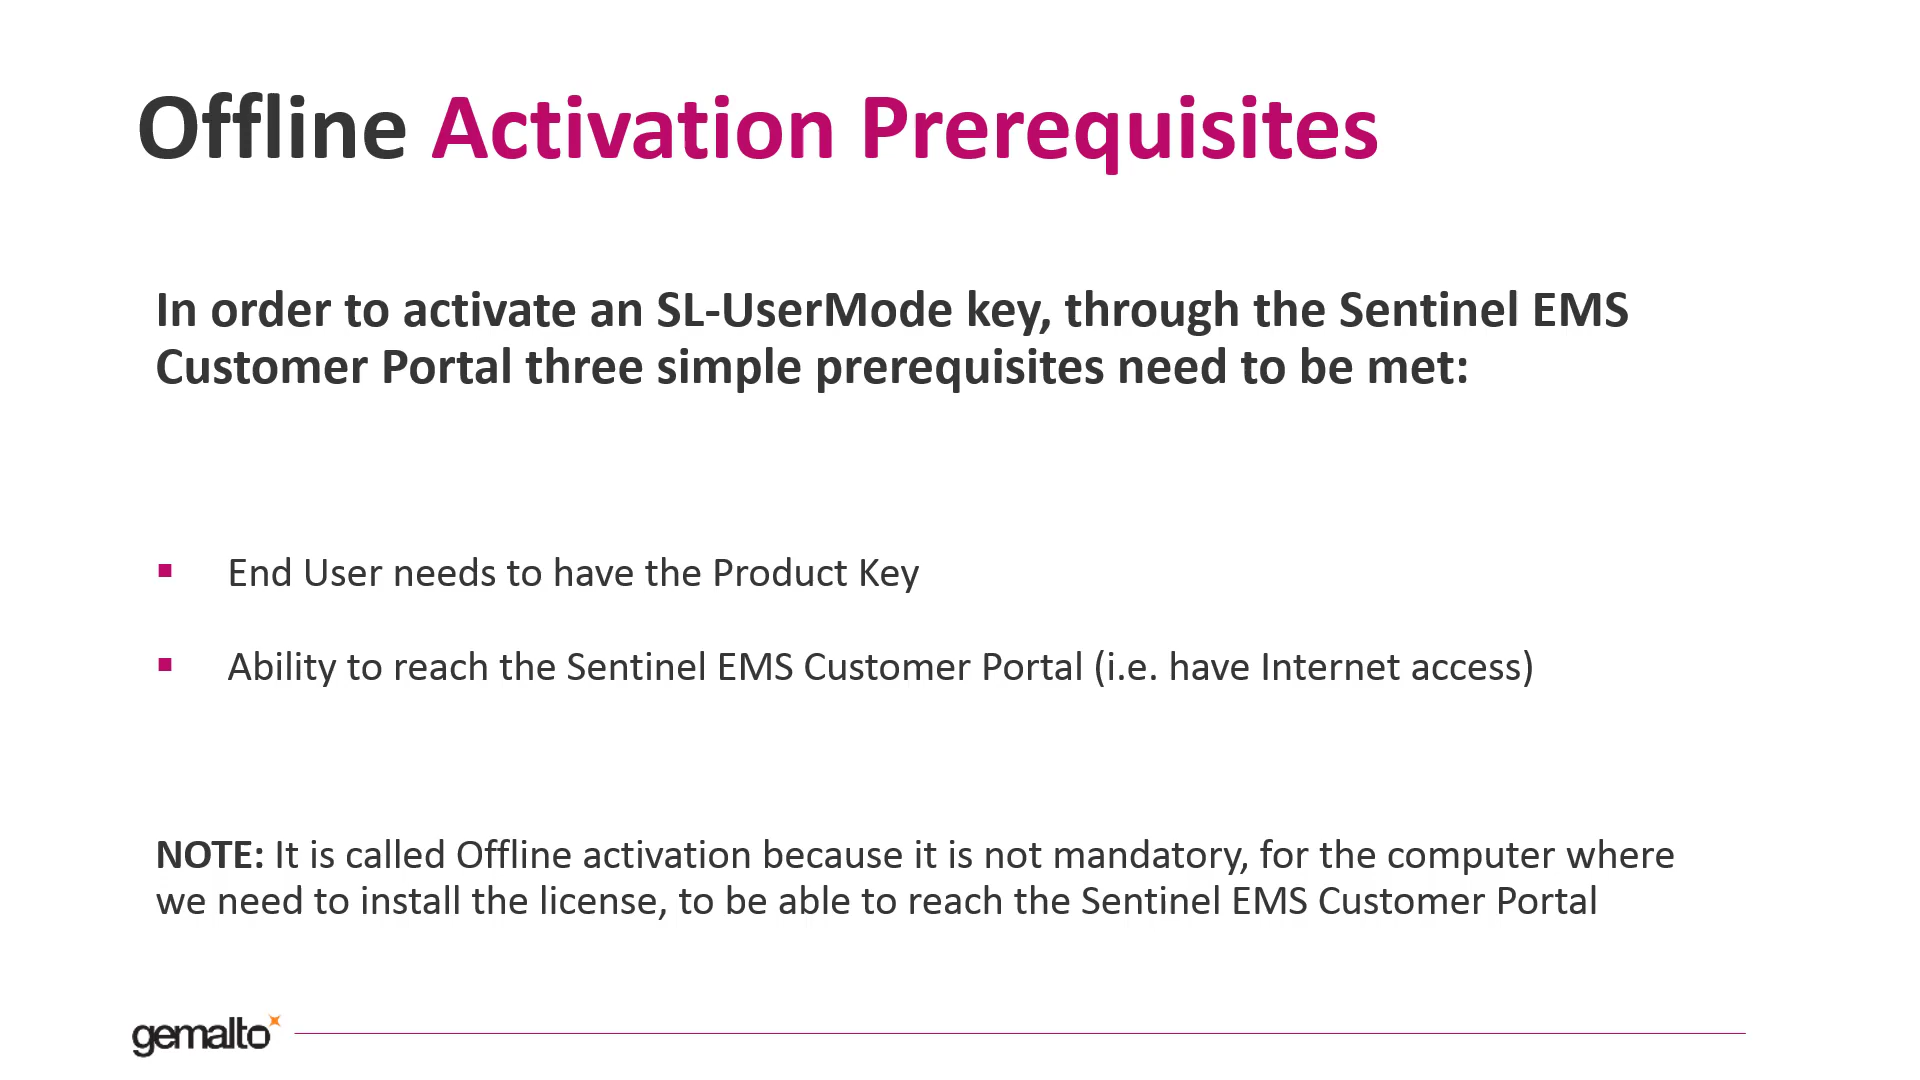 Offline Activation Prerequisites
In order to activate an SL-UserMode key, through the Sentinel EMS
Customer Portal three simple prerequisites need to be met:
▪ End User needs to have the Product Key
▪ Ability to reach the Sentinel EMS Customer Portal (i.e. have Internet access)
NOTE: It is called Offline activation because it is not mandatory, for the computer where
we need to install the license, to be able to reach the Sentinel EMS Customer Portal
gemalto